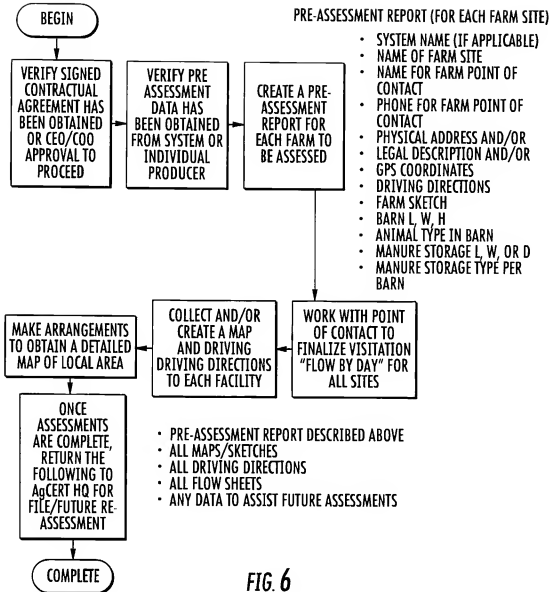 BEGIN
VERIFY SIGNED
CONTRACTUAL
AGREEMENT HAS
BEEN OBTAINED
OR CEO/COO
APPROVAL TO
PROCEED
VERIFY PRE
ASSESSMENT
DATA HAS
BEEN OBTAINED
FROM SYSTEM OR
INDIVIDUAL
PRODUCER
CREATE A PRE-
ASSESSMENT
REPORT FOR
EACH FARM TO
BE ASSESSED
PRE-ASSESSMENT REPORT (FOR EACH FARM SITE)
• SYSTEM NAME (IF APPLICABLE)
• NAME OF FARM SITE
• NAME FOR FARM POINT OF
CONTACT
• PHONE FOR FARM POINT OF
CONTACT
• PHYSICAL ADDRESS AND/OR
• LEGAL DESCRIPTION AND/OR
• GPS COORDINATES
• DRIVING DIRECTIONS
• FARM SKETCH
• BARN L, W, H
• ANIMAL TYPE IN BARN
• MANURE STORAGE L, W, OR D
• MANURE STORAGE TYPE PER
BARN
WORK WITH POINT
OF CONTACT TO
FINALIZE VISITATION
"FLOW BY DAY" FOR
ALL SITES
COLLECT AND/OR
CREATE A MAP
AND DRIVING
DRIVING DIRECTIONS
TO EACH FACILITY
MAKE ARRANGEMENTS
TO OBTAIN A DETAILED
MAP OF LOCAL AREA
ONCE
ASSESSMENTS
ARE COMPLETE,
RETURN THE
FOLLOWING TO
AgCERT HQ FOR
FILE/FUTURE RE-
ASSESSMENT
• PRE-ASSESSMENT REPORT DESCRIBED ABOVE
• ALL MAPS/SKETCHES
• ALL DRIVING DIRECTIONS
• ALL FLOW SHEETS
• ANY DATA TO ASSIST FUTURE ASSESSMENTS
COMPLETE
FIG. 6